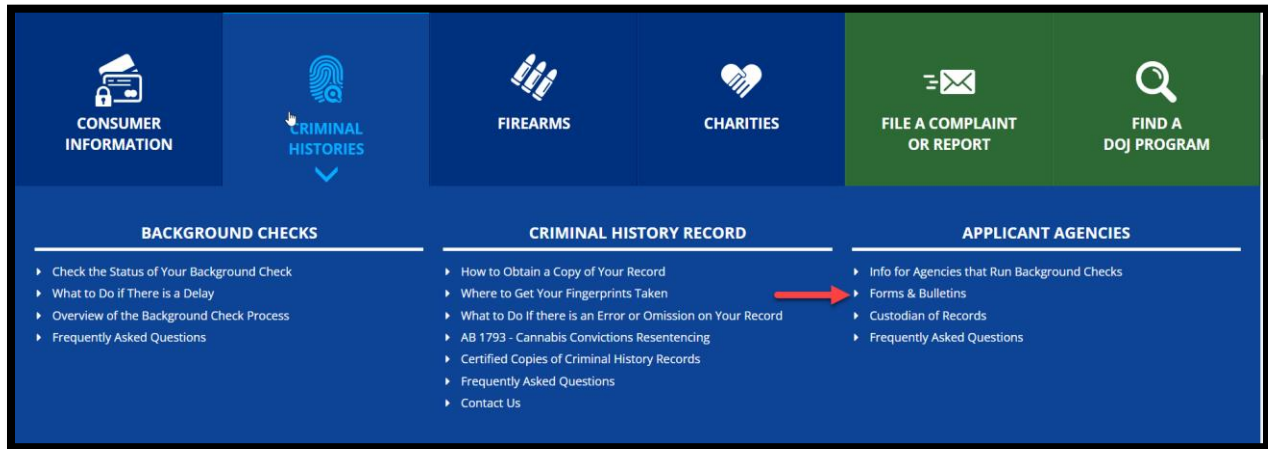 CONSUMER
INFORMATION
CRIMINAL
HISTORIES
FIREARMS
CHARITIES
FILE A COMPLAINT
OR REPORT
FIND A
DOJ PROGRAM
BACKGROUND CHECKS
Check the Status of Your Background Check
What to Do if There is a Delay
Overview of the Background Check Process
Frequently Asked Questions
CRIMINAL HISTORY RECORD
How to Obtain a Copy of Your Record
Where to Get Your Fingerprints Taken
What to Do If there is an Error or Omission on Your Record
AB 1793 - Cannabis Convictions Resentencing
Certified Copies of Criminal History Records
Frequently Asked Questions
Contact Us
APPLICANT AGENCIES
Info for Agencies that Run Background Checks
Forms & Bulletins
Custodian of Records
Frequently Asked Questions